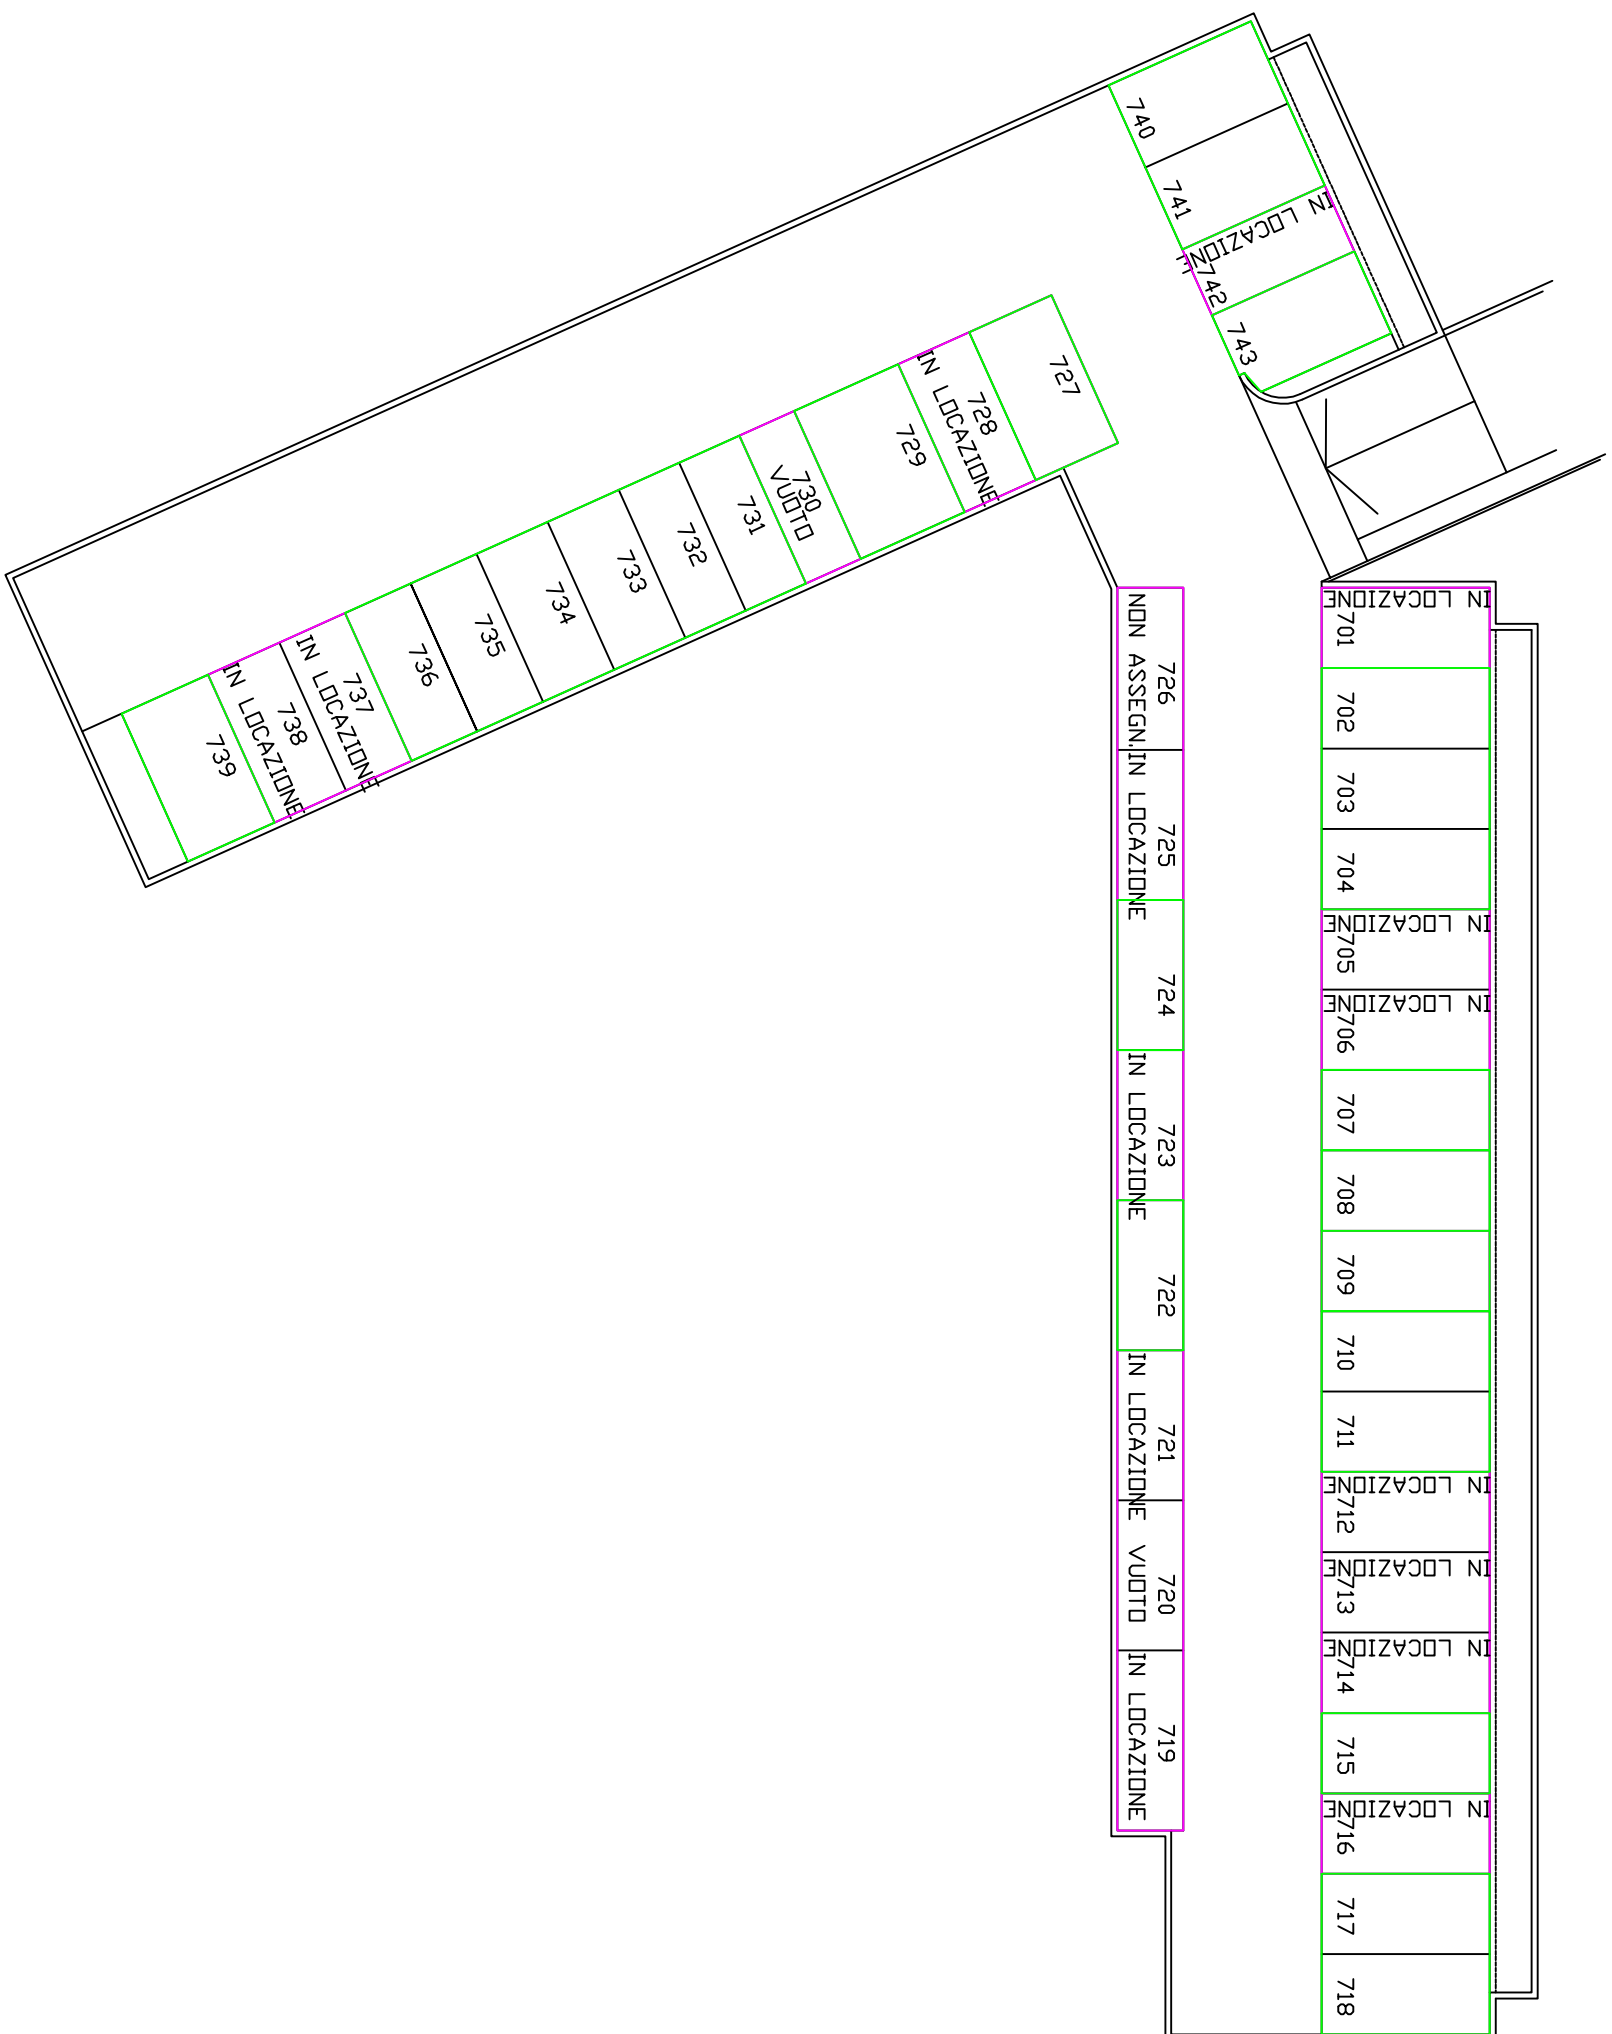 740
741
IN LOCAZIONE
742
743
727
728
IN LOCAZIONE
729
730
VUOTO
731
732
733
734
735
736
737
IN LOCAZIONE
738
IN LOCAZIONE
739
726
NON ASSEGN.
725
IN LOCAZIONE
724
723
IN LOCAZIONE
722
721
IN LOCAZIONE
720
VUOTO
719
IN LOCAZIONE
IN LOCAZIONE
701
702
703
704
IN LOCAZIONE
705
IN LOCAZIONE
706
707
708
709
710
711
IN LOCAZIONE
712
IN LOCAZIONE
713
IN LOCAZIONE
714
715
IN LOCAZIONE
716
717
718